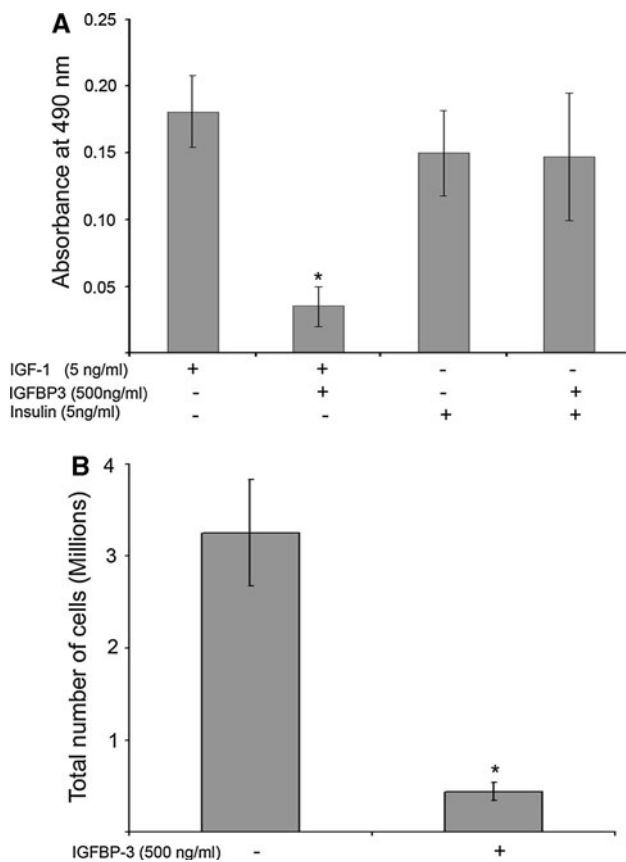 A
Absorbance at 490 nm
0.25
0.20
0.15
0.10
0.05
*
IGF-1 (5 ng/ml) + + - -
IGFBP3 (500ng/ml) - + - +
Insulin (5ng/ml) - - + +
B
Total number of cells (Millions)
4
3
2
1
*
IGFBP-3 (500 ng/ml) - +